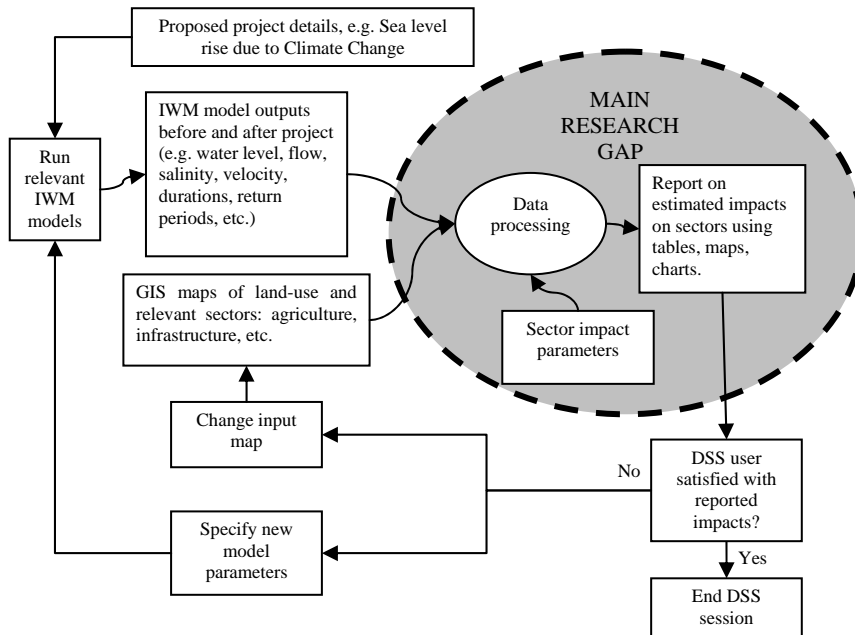 Proposed project details, e.g. Sea level
rise due to Climate Change
IWM model outputs
before and after project
(e.g. water level, flow,
salinity, velocity,
durations, return
periods, etc.)
Run
relevant
IWM
models
MAIN
RESEARCH
GAP
Data
processing
Report on
estimated impacts
on sectors using
tables, maps,
charts.
GIS maps of land-use and
relevant sectors: agriculture,
infrastructure, etc.
Sector impact
parameters
Change input
map
No
DSS user
satisfied with
reported
impacts?
Specify new
model
parameters
Yes
End DSS
session